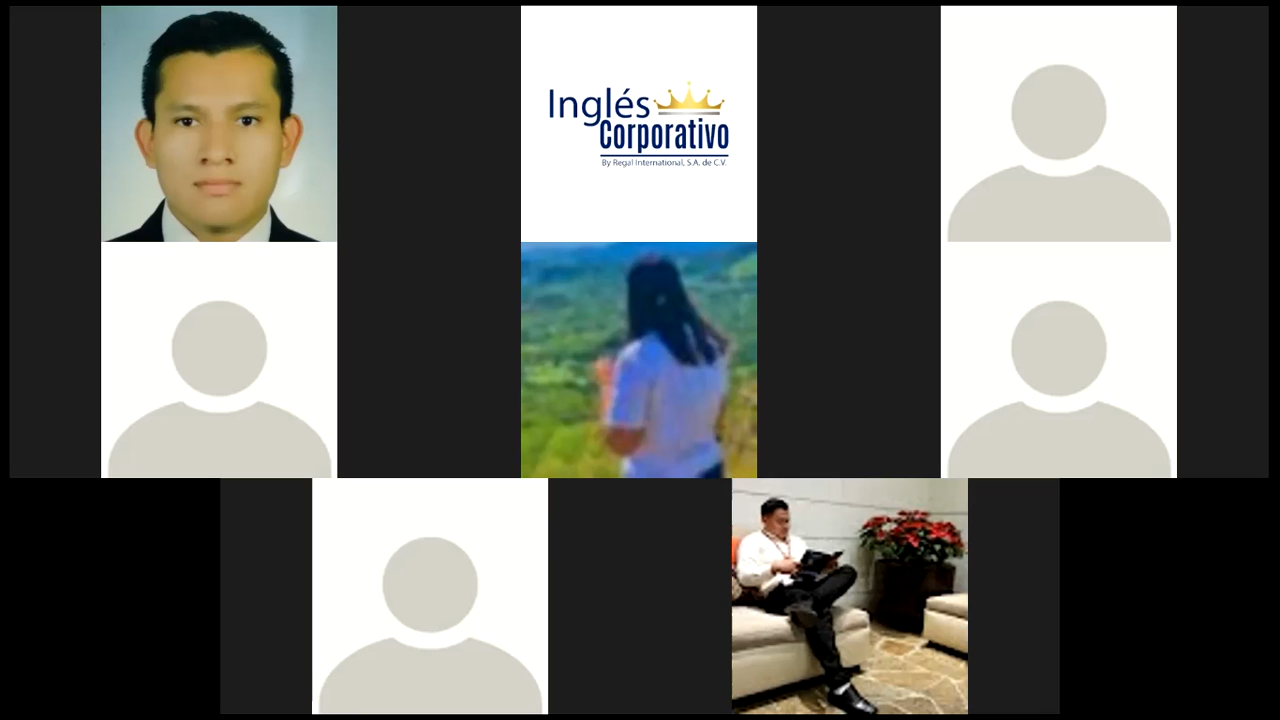 Inglés
Corporativo
By Regal International, S.A. de C.V.